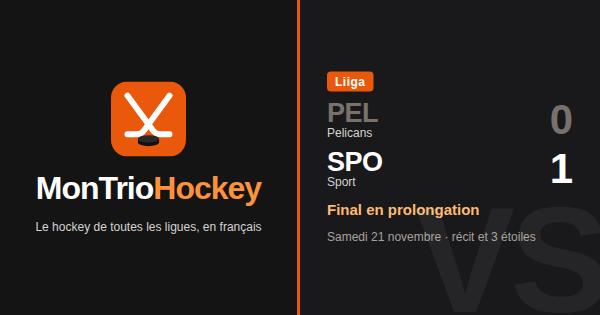 MonTrioHockey
Le hockey de toutes les ligues, en français
Liiga
PEL 0
Pelicans
SPO 1
Sport
Final en prolongation
Samedi 21 novembre · récit et 3 étoiles
VS